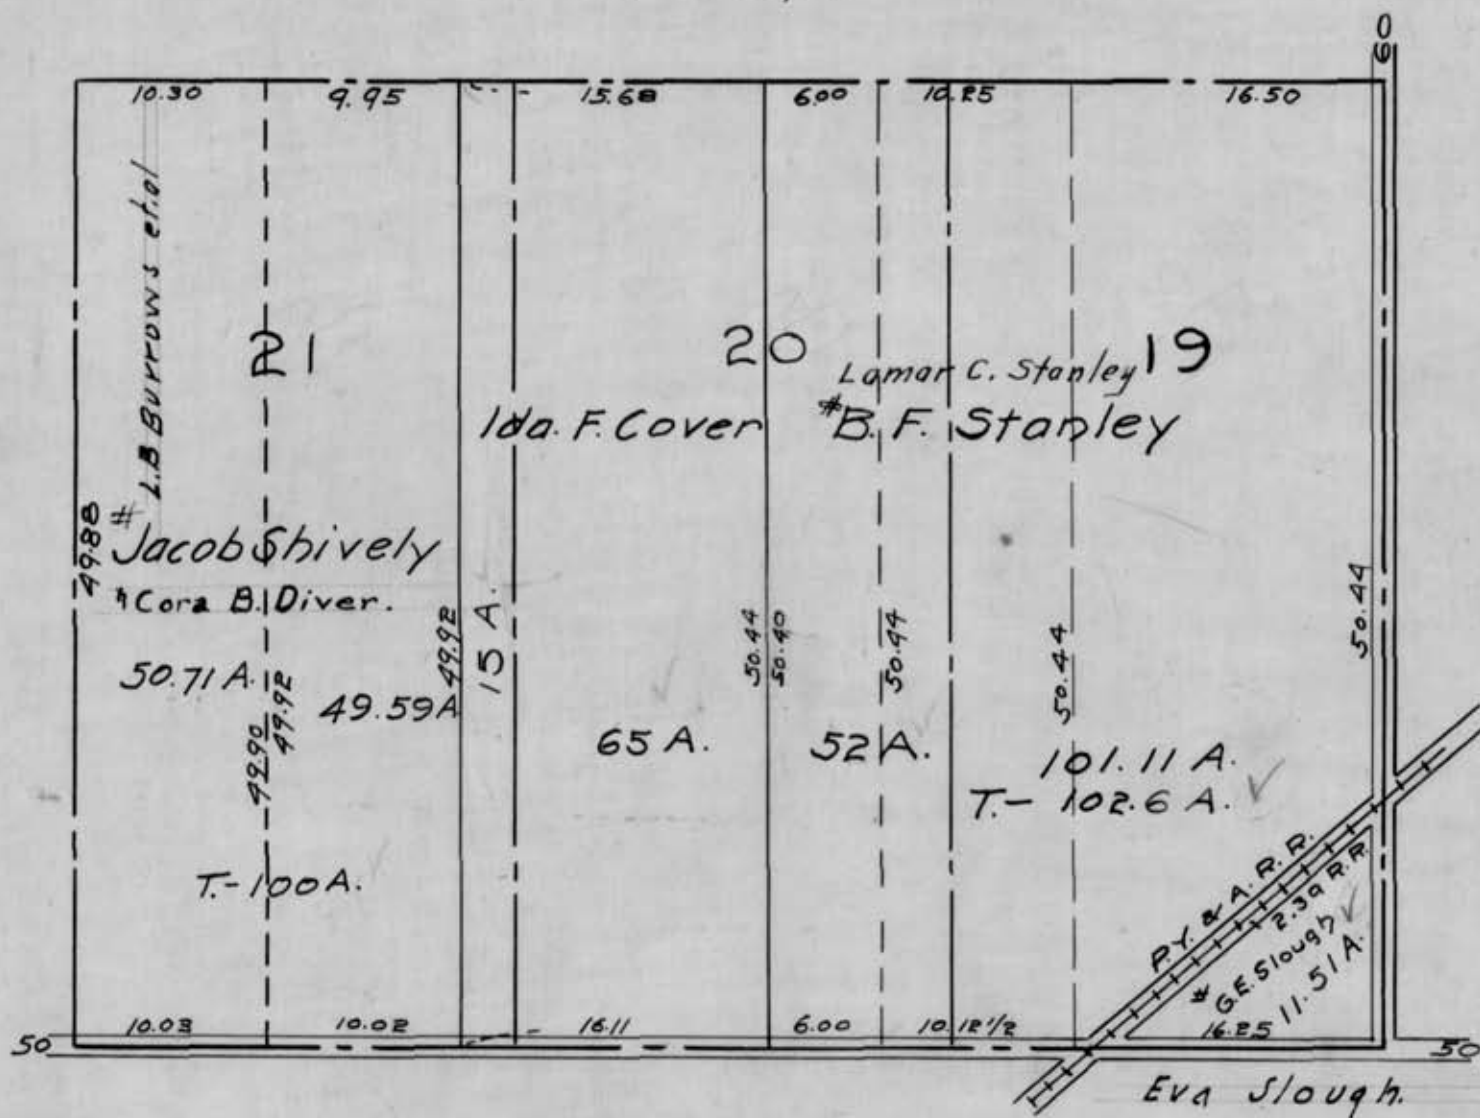 60
10.30 9.95 15.68 6.00 10.25 16.50
L.B Burrows et.al
21 20 19
Lamar C. Stanley
Ida. F. Cover #B.F. Stanley
49.88
# Jacob Shively
Cora B. Diver.
50.44
49.92
15 A.
50.44
50.40
50.44
50.44
50.71 A.
49.59A
49.90
49.92
65 A.
52 A.
101.11 A.
T.- 102.6 A.
T.-100A.
P.Y. & A. R. R.
2.39 R.R.
# G.E. Slough
11.51 A.
10.03 10.02 16.11 6.00 10.12 1/2 16.25
50 50
Eva Slough.